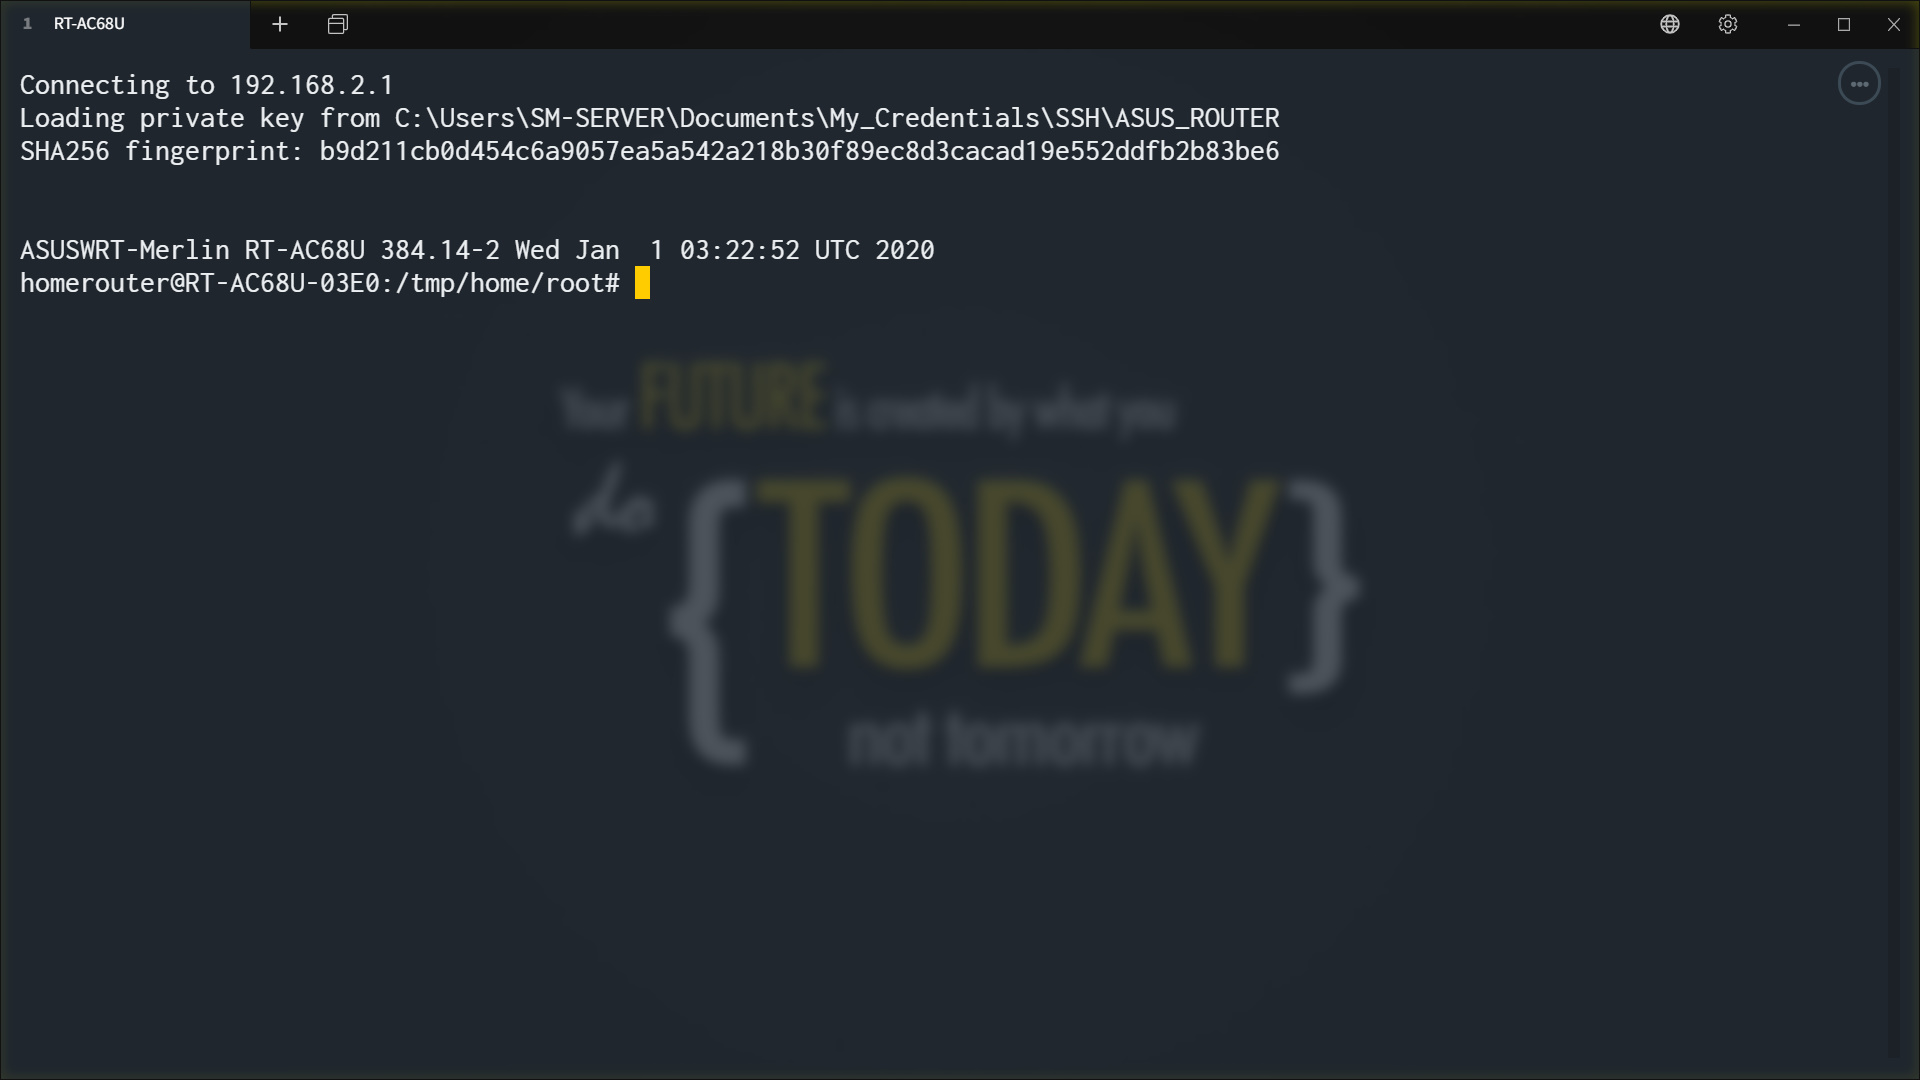 1 RT-AC68U
Connecting to 192.168.2.1
Loading private key from C:\Users\SM-SERVER\Documents\My_Credentials\SSH\ASUS_ROUTER
SHA256 fingerprint: b9d211cb0d454c6a9057ea5a542a218b30f89ec8d3cacad19e552ddfb2b83be6
ASUSWRT-Merlin RT-AC68U 384.14-2 Wed Jan  1 03:22:52 UTC 2020
homerouter@RT-AC68U-03E0:/tmp/home/root#
Your FUTURE is created by what you
do {TODAY}
not tomorrow